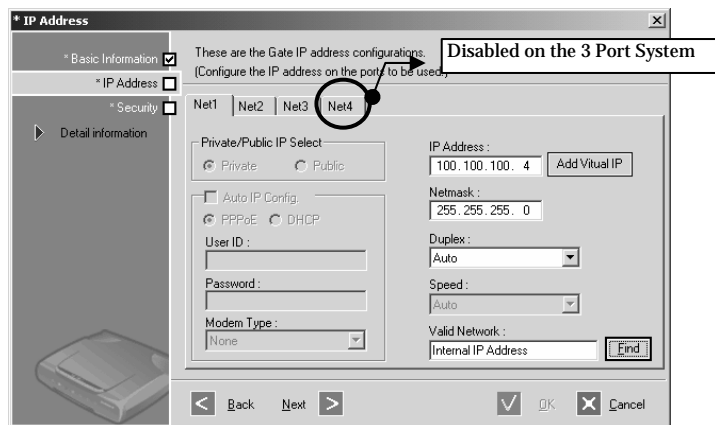 * IP Address
Disabled on the 3 Port System
* Basic Information
* IP Address
* Security
Detail information
These are the Gate IP address configurations.
(Configure the IP address on the ports to be used.)
Net1 Net2 Net3 Net4
Private/Public IP Select
Private Public
Auto IP Config.
PPPoE DHCP
User ID :
Password :
Modem Type :
None
IP Address :
100.100.100. 4 Add Vitual IP
Netmask :
255.255.255. 0
Duplex :
Auto
Speed :
Auto
Valid Network :
Internal IP Address Find
Back Next OK Cancel